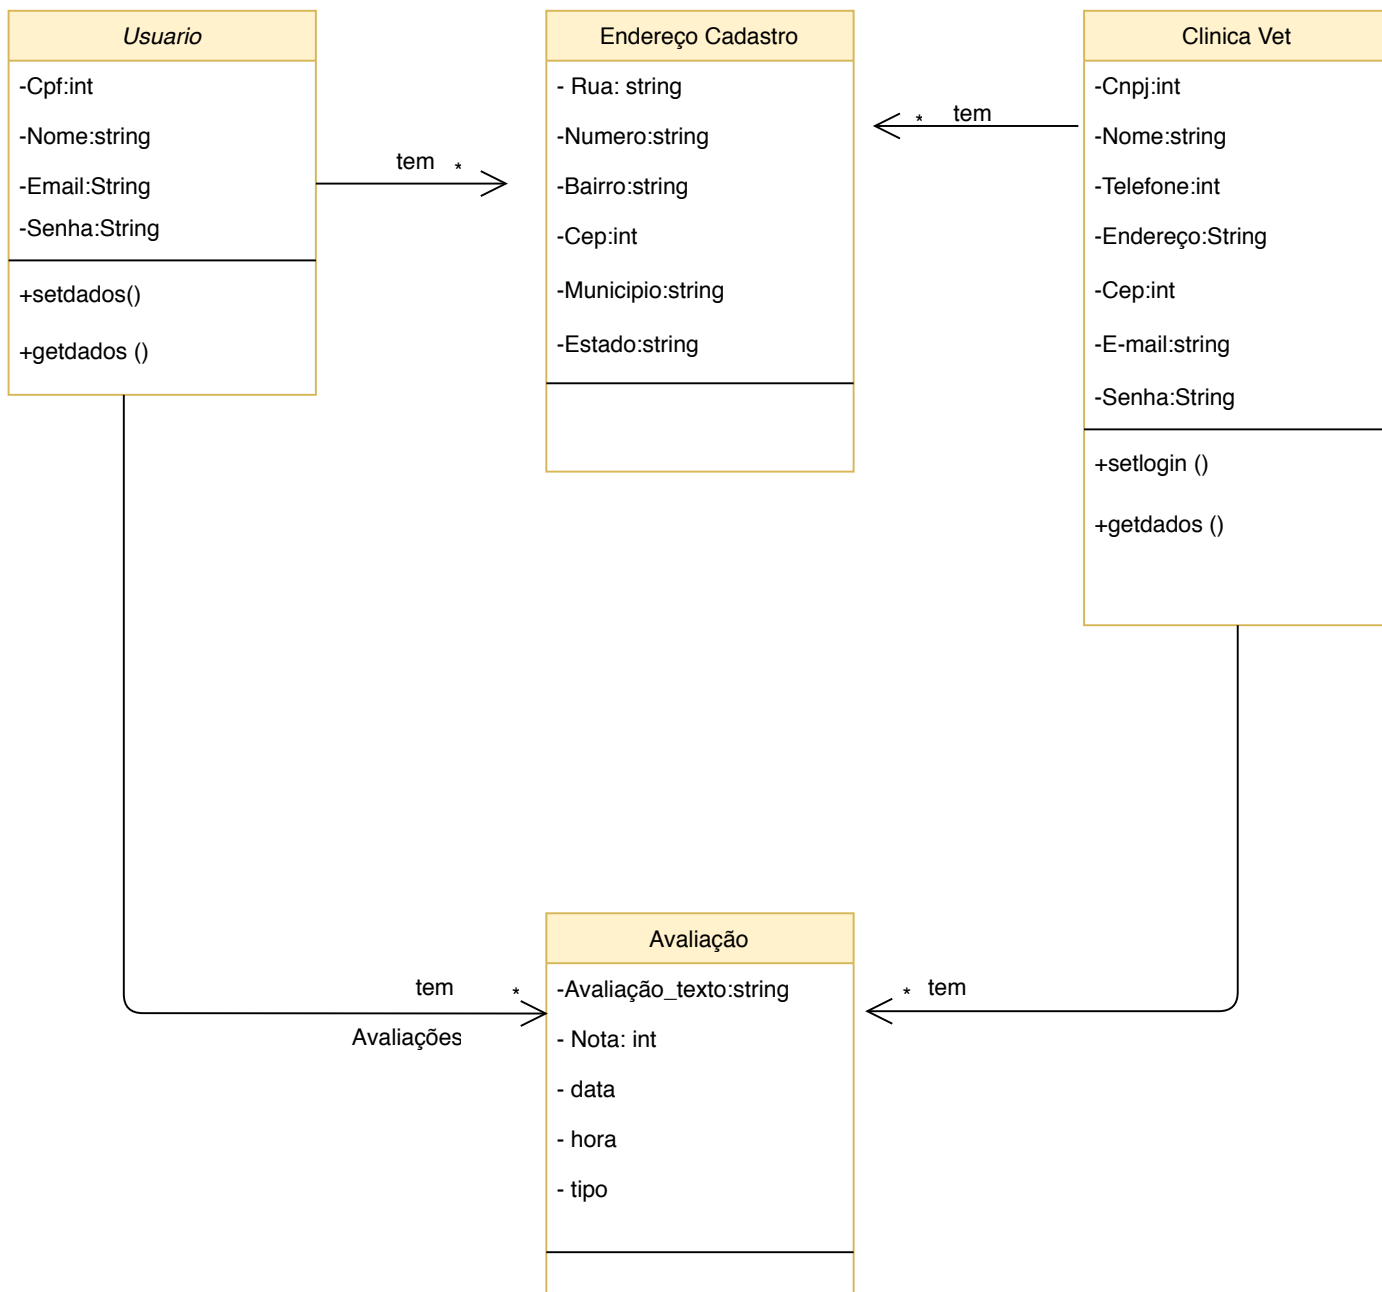 Usuario
-Cpf:int
-Nome:string
-Email:String
-Senha:String
+setdados()
+getdados ()
tem *
Endereço Cadastro
- Rua: string
-Numero:string
-Bairro:string
-Cep:int
-Municipio:string
-Estado:string
* tem
Clinica Vet
-Cnpj:int
-Nome:string
-Telefone:int
-Endereço:String
-Cep:int
-E-mail:string
-Senha:String
+setlogin ()
+getdados ()
tem *
Avaliações
Avaliação
-Avaliação_texto:string
- Nota: int
- data
- hora
- tipo
* tem